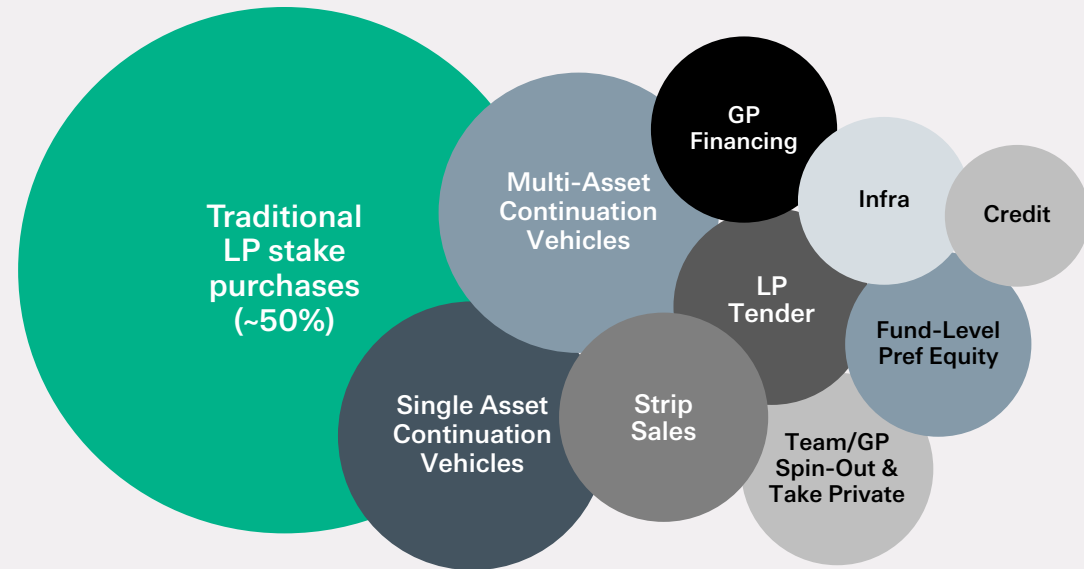 Traditional
LP stake
purchases
(~50%)
Multi-Asset
Continuation
Vehicles
GP
Financing
Infra
Credit
LP
Tender
Fund-Level
Pref Equity
Single Asset
Continuation
Vehicles
Strip
Sales
Team/GP
Spin-Out &
Take Private